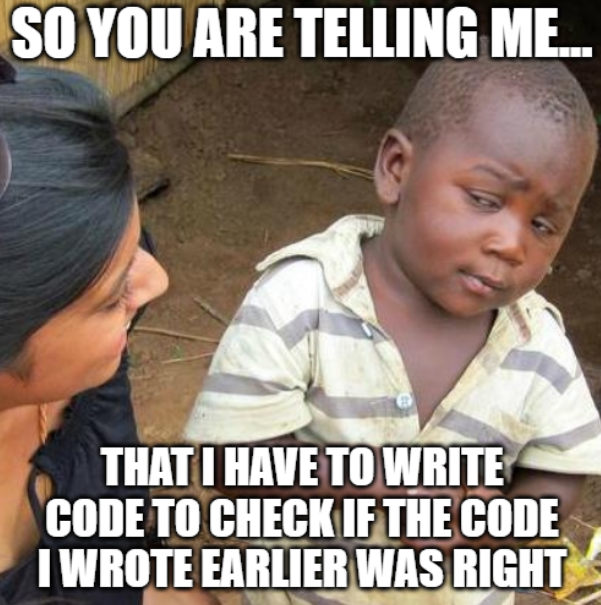 SO YOU ARE TELLING ME...
THAT I HAVE TO WRITE
CODE TO CHECK IF THE CODE
I WROTE EARLIER WAS RIGHT